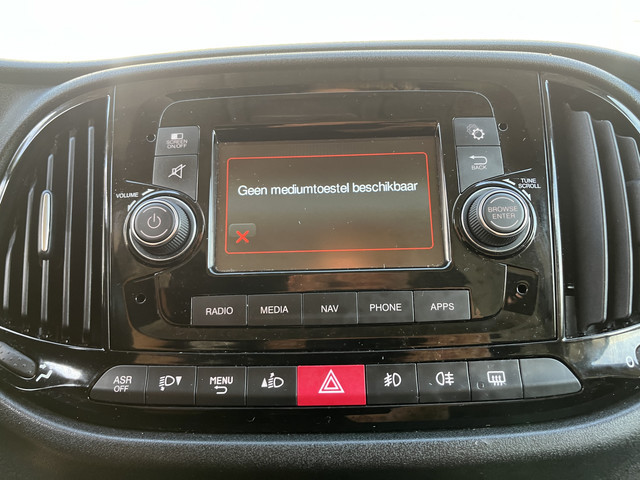 SCREEN
ON/OFF
Geen mediumtoestel beschikbaar
BACK
VOLUME
TUNE
SCROLL
BROWSE
ENTER
RADIO
MEDIA
NAV
PHONE
APPS
ASR
OFF
MENU